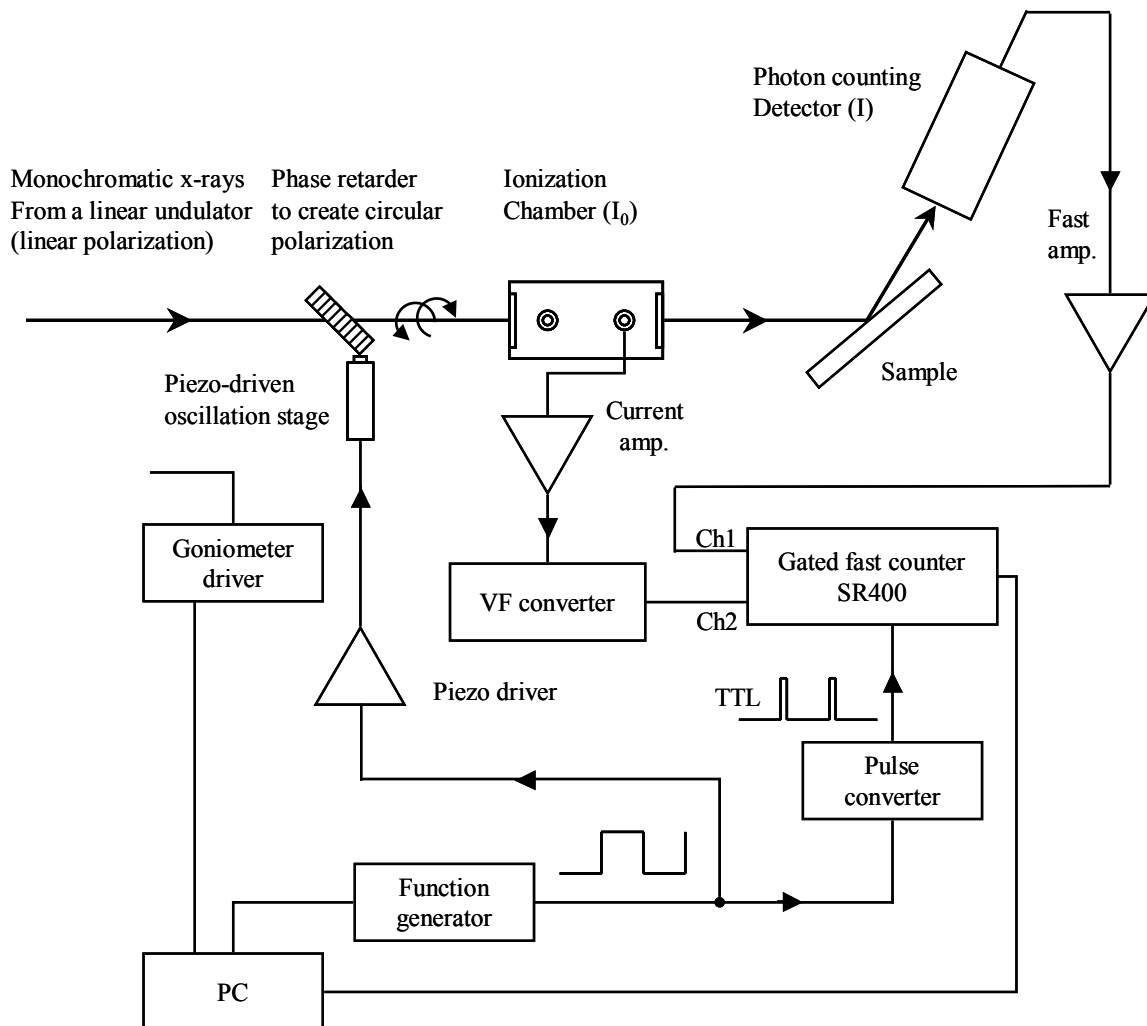 Photon counting
Detector (I)
Monochromatic x-rays
From a linear undulator
(linear polarization)
Phase retarder
to create circular
polarization
Ionization
Chamber (I₀)
Fast
amp.
Sample
Piezo-driven
oscillation stage
Current
amp.
Goniometer
driver
VF converter
Ch1
Ch2
Gated fast counter
SR400
Piezo driver
TTL
Pulse
converter
Function
generator
PC